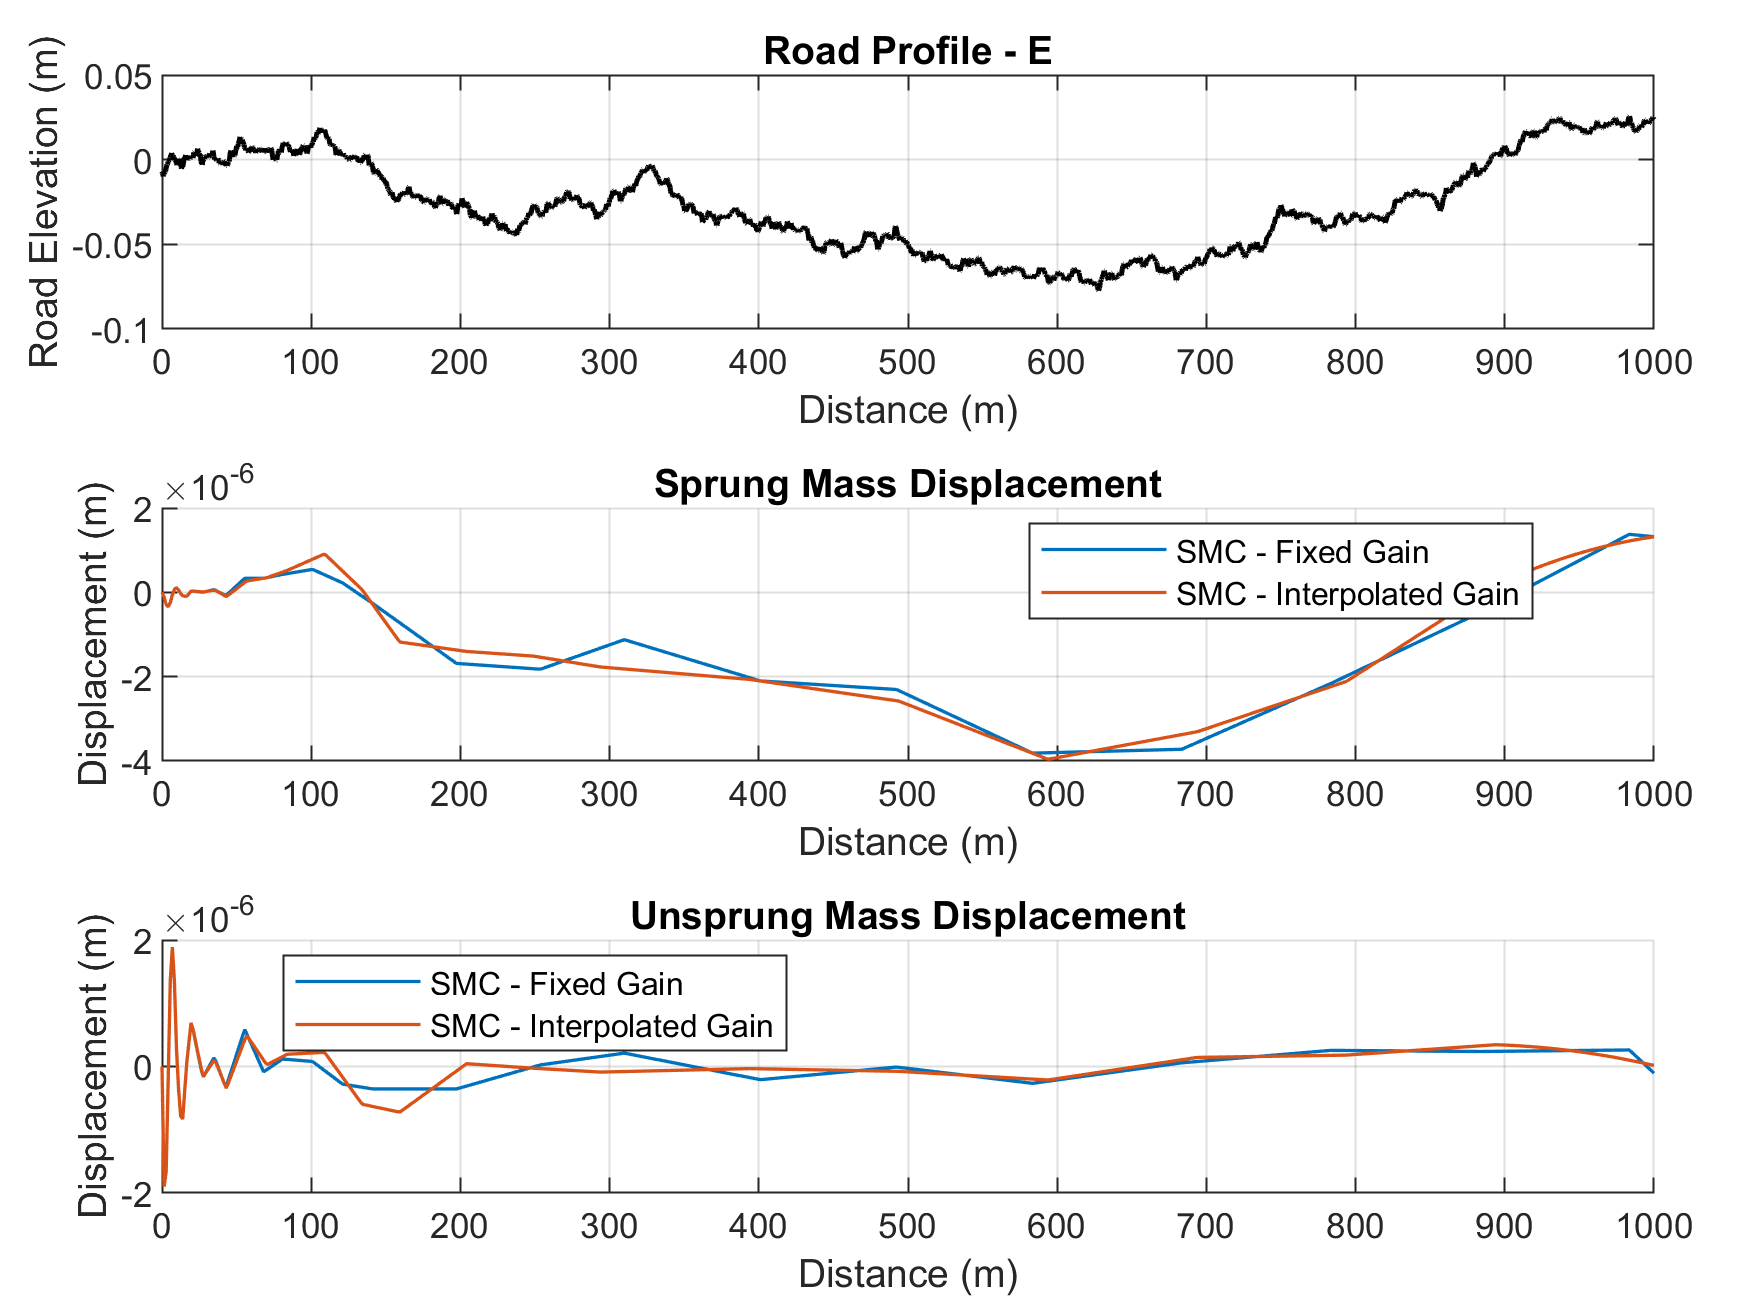 Road Profile - E
Road Elevation (m)
0.05
0
-0.05
-0.1
0 100 200 300 400 500 600 700 800 900 1000
Distance (m)
Sprung Mass Displacement
×10-6
Displacement (m)
2
0
-2
-4
SMC - Fixed Gain
SMC - Interpolated Gain
0 100 200 300 400 500 600 700 800 900 1000
Distance (m)
Unsprung Mass Displacement
×10-6
Displacement (m)
2
0
-2
SMC - Fixed Gain
SMC - Interpolated Gain
0 100 200 300 400 500 600 700 800 900 1000
Distance (m)